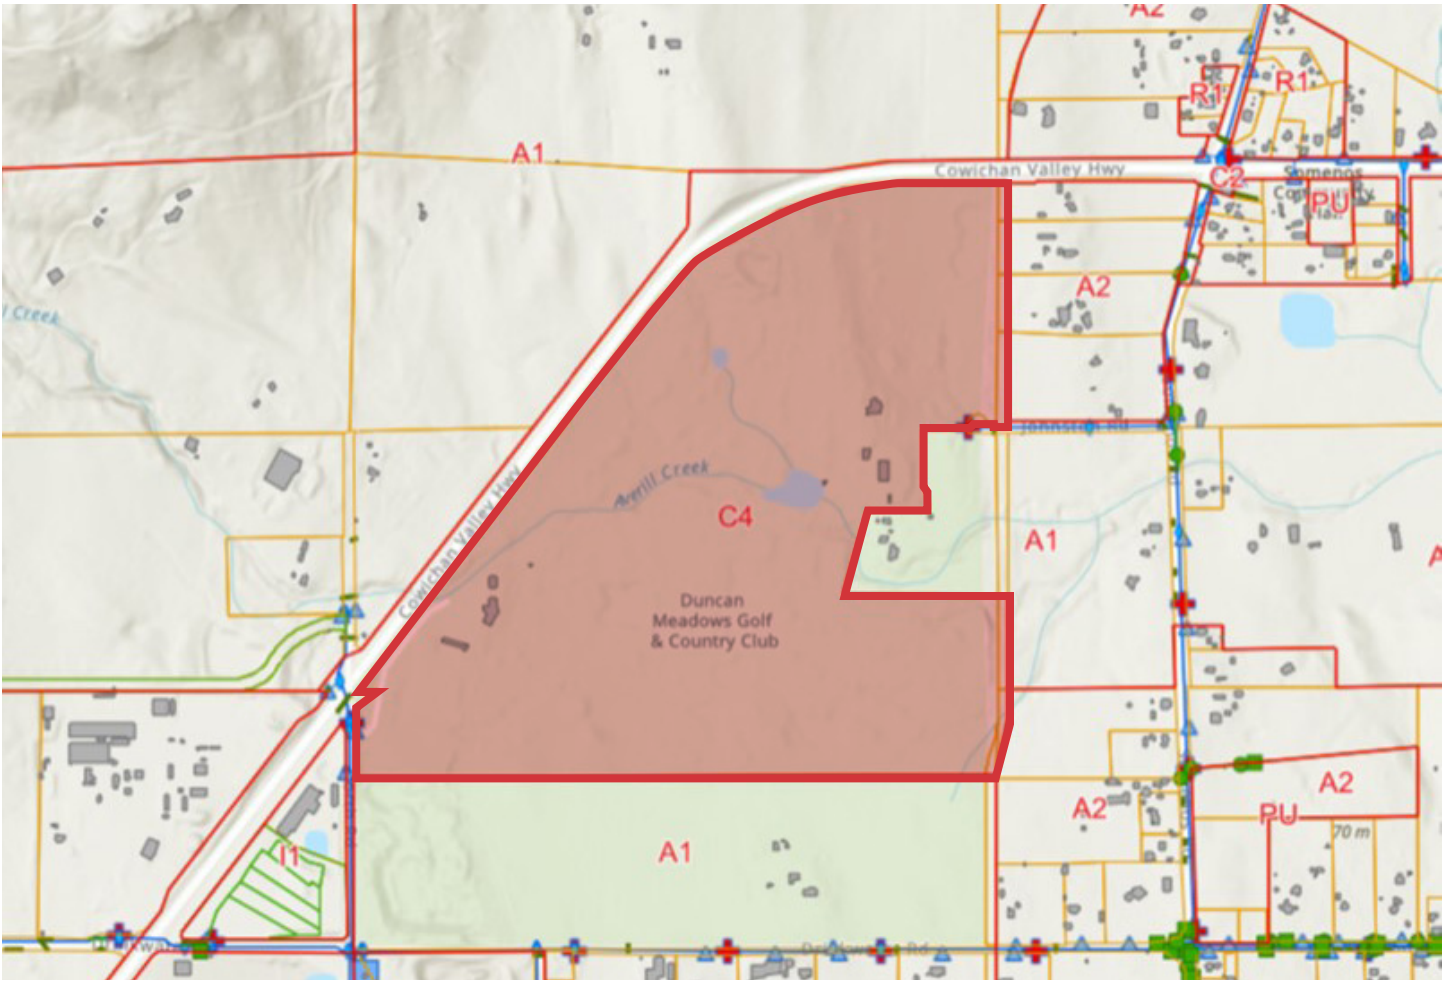 A2
R1
R1
A1
Cowichan Valley Hwy
C2
Somenos
PU
A2
Creek
Johnston Rd
Averill Creek
C4
Cowichan Valley Hwy
A1
Duncan
Meadows Golf
& Country Club
A2
A2
PU
70 m
A1
I1
Rd